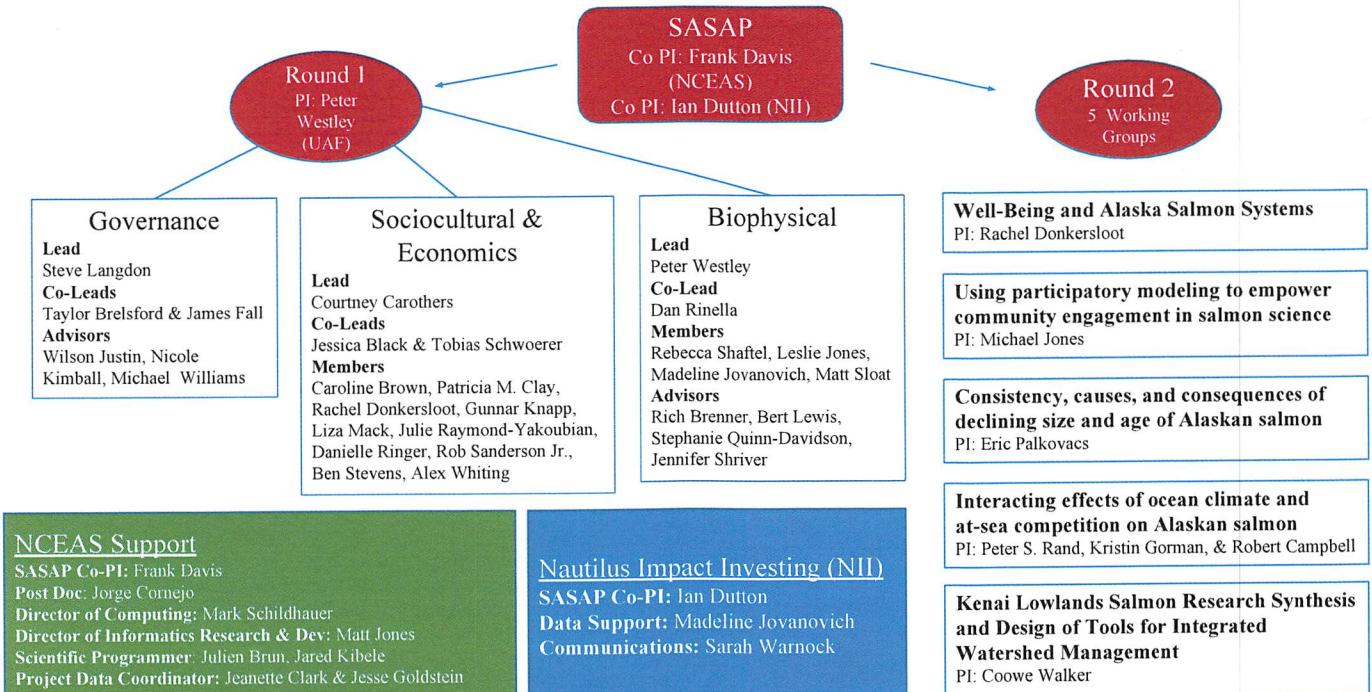 SASAP
Co PI: Frank Davis
(NCEAS)
Co PI: Ian Dutton (NII)
Round 1
PI: Peter
Westley
(UAF)
Round 2
5 Working
Groups
Governance
Lead
Steve Langdon
Co-Leads
Taylor Brelsford & James Fall
Advisors
Wilson Justin, Nicole
Kimball, Michael Williams
Sociocultural &
Economics
Lead
Courtney Carothers
Co-Leads
Jessica Black & Tobias Schwoerer
Members
Caroline Brown, Patricia M. Clay,
Rachel Donkersloot, Gunnar Knapp,
Liza Mack, Julie Raymond-Yakoubian,
Danielle Ringer, Rob Sanderson Jr.,
Ben Stevens, Alex Whiting
Biophysical
Lead
Peter Westley
Co-Lead
Dan Rinella
Members
Rebecca Shaftel, Leslie Jones,
Madeline Jovanovich, Matt Sloat
Advisors
Rich Brenner, Bert Lewis,
Stephanie Quinn-Davidson,
Jennifer Shriver
Well-Being and Alaska Salmon Systems
PI: Rachel Donkersloot
Using participatory modeling to empower
community engagement in salmon science
PI: Michael Jones
Consistency, causes, and consequences of
declining size and age of Alaskan salmon
PI: Eric Palkovacs
Interacting effects of ocean climate and
at-sea competition on Alaskan salmon
PI: Peter S. Rand, Kristin Gorman, & Robert Campbell
Kenai Lowlands Salmon Research Synthesis
and Design of Tools for Integrated
Watershed Management
PI: Coowe Walker
NCEAS Support
SASAP Co-PI: Frank Davis
Post Doc: Jorge Cornejo
Director of Computing: Mark Schildhauer
Director of Informatics Research & Dev: Matt Jones
Scientific Programmer: Julien Brun, Jared Kibele
Project Data Coordinator: Jeanette Clark & Jesse Goldstein
Nautilus Impact Investing (NII)
SASAP Co-PI: Ian Dutton
Data Support: Madeline Jovanovich
Communications: Sarah Warnock